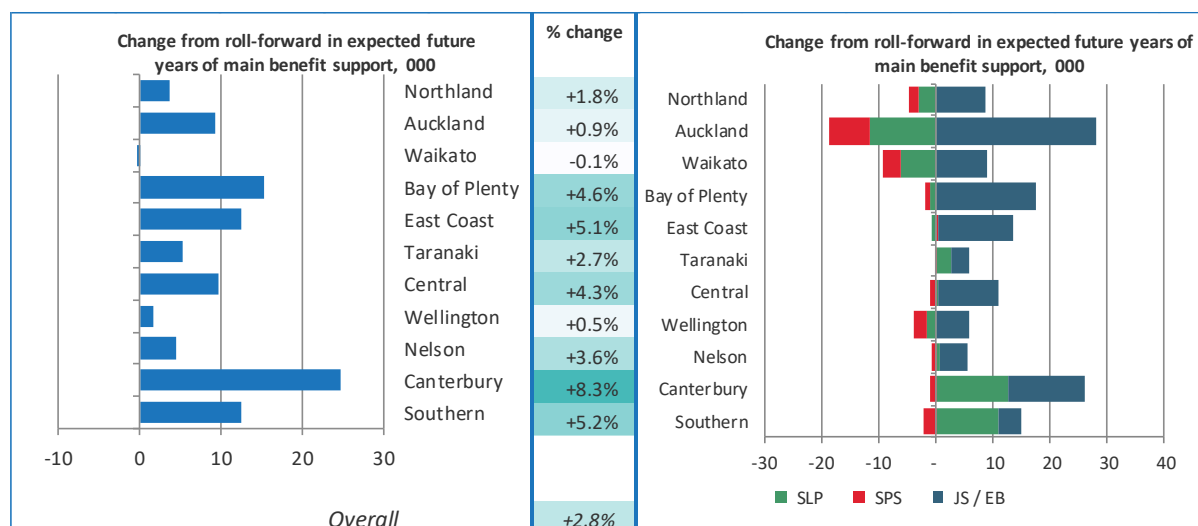 Change from roll-forward in expected future
years of main benefit support, 000
Northland
Auckland
Waikato
Bay of Plenty
East Coast
Taranaki
Central
Wellington
Nelson
Canterbury
Southern
-10 0 10 20 30
Overall
% change
+1.8%
+0.9%
-0.1%
+4.6%
+5.1%
+2.7%
+4.3%
+0.5%
+3.6%
+8.3%
+5.2%
+2.8%
Change from roll-forward in expected future years of
main benefit support, 000
Northland
Auckland
Waikato
Bay of Plenty
East Coast
Taranaki
Central
Wellington
Nelson
Canterbury
Southern
-30 -20 -10 - 10 20 30 40
SLP SPS JS / EB